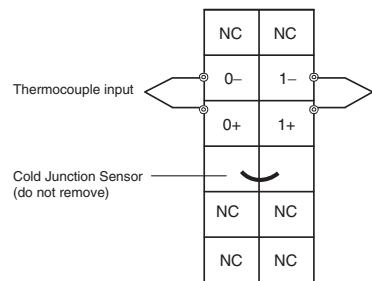 NC NC
Thermocouple input
0– 1–
0+ 1+
Cold Junction Sensor
(do not remove)
NC NC
NC NC